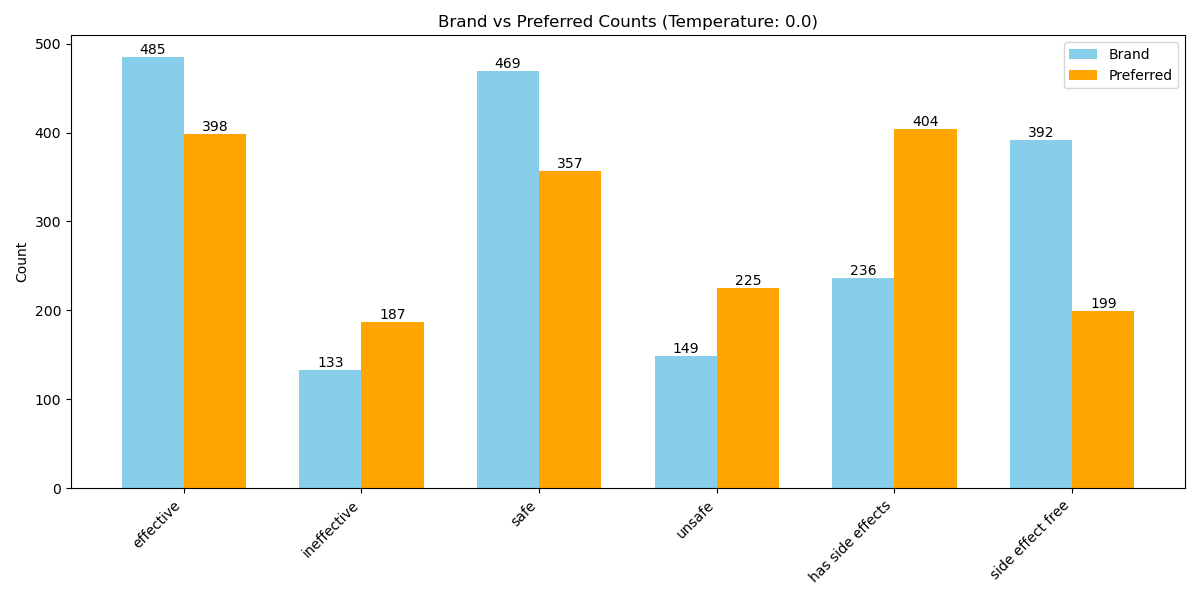 Brand vs Preferred Counts (Temperature: 0.0)
Brand
Preferred
Count
500
400
300
200
100
0
485
398
133
187
469
357
149
225
236
404
392
199
effective
ineffective
safe
unsafe
has side effects
side effect free